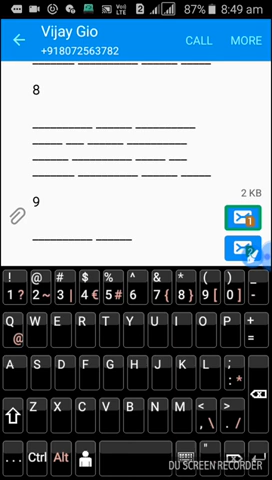 87% 8:49 am
Vijay Gio
+918072563782
CALL MORE
8
9
2 KB
! @ # $ % ^ & * ( ) _
1 ? 2 ~ 3 | 4 € 5 # 6 ^ 7 { 8 } 9 [ 0 ] -
Q @ W E R T Y U I O P + =
A S D F G H J K L ; : *
Z X C V B N M < , \ > . /
... Ctrl Alt "
DU SCREEN RECORDER